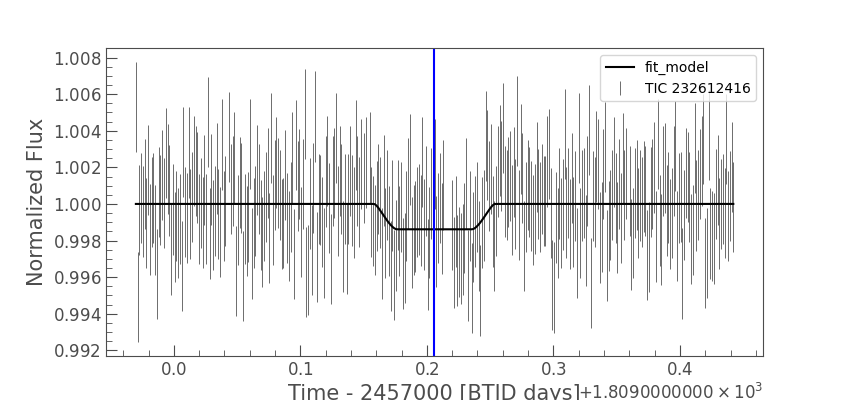 1.008
1.006
1.004
1.002
1.000
0.998
0.996
0.994
0.992
Normalized Flux
fit_model
TIC 232612416
0.0 0.1 0.2 0.3 0.4
Time - 2457000 [BTJD days]
+1.8090000000 × 10³